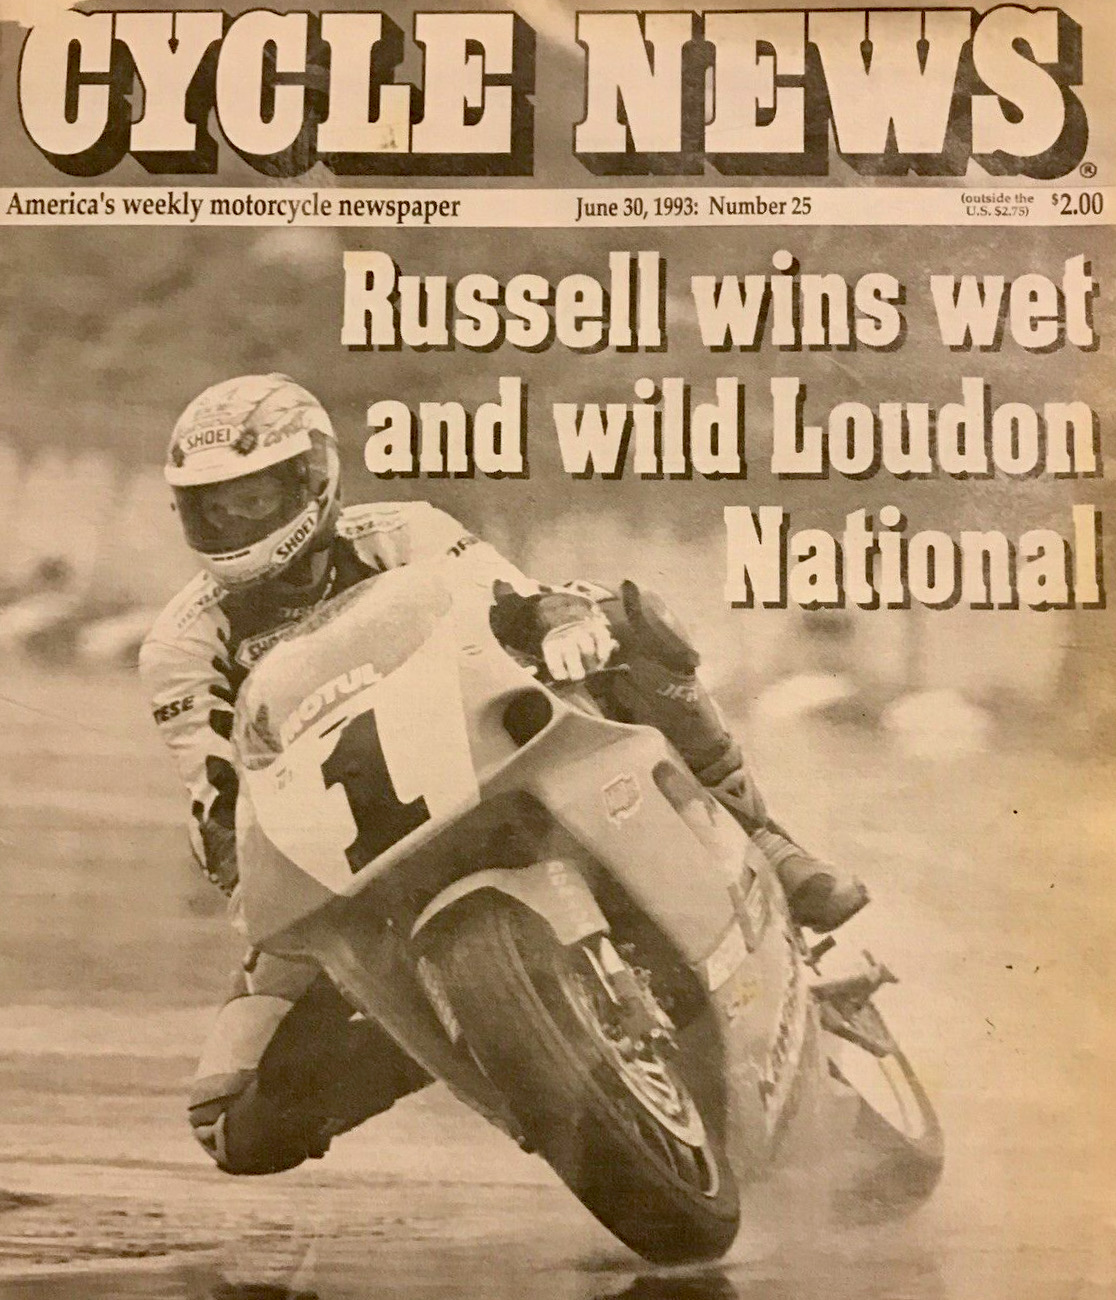 CYCLE NEWS®
America's weekly motorcycle newspaper
June 30, 1993: Number 25
(outside the
U.S. $2.75)
$2.00
Russell wins wet
and wild Loudon
National
SHOEI
SHOEI
MOTUL
1